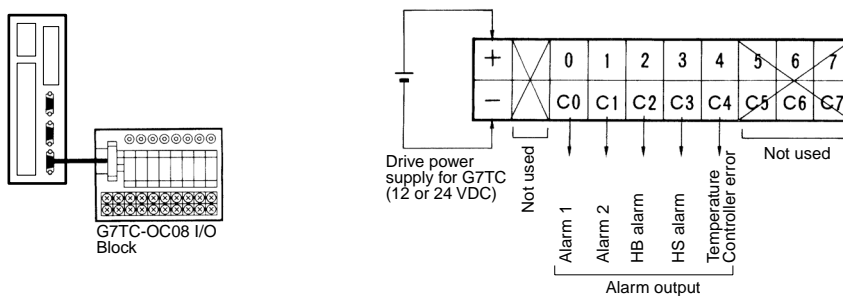 G7TC-OC08 I/O
Block
+ 0 1 2 3 4 5 6 7
− C0 C1 C2 C3 C4 C5 C6 C7
Drive power
supply for G7TC
(12 or 24 VDC)
Not used
Alarm 1
Alarm 2
HB alarm
HS alarm
Temperature
Controller error
Not used
Alarm output